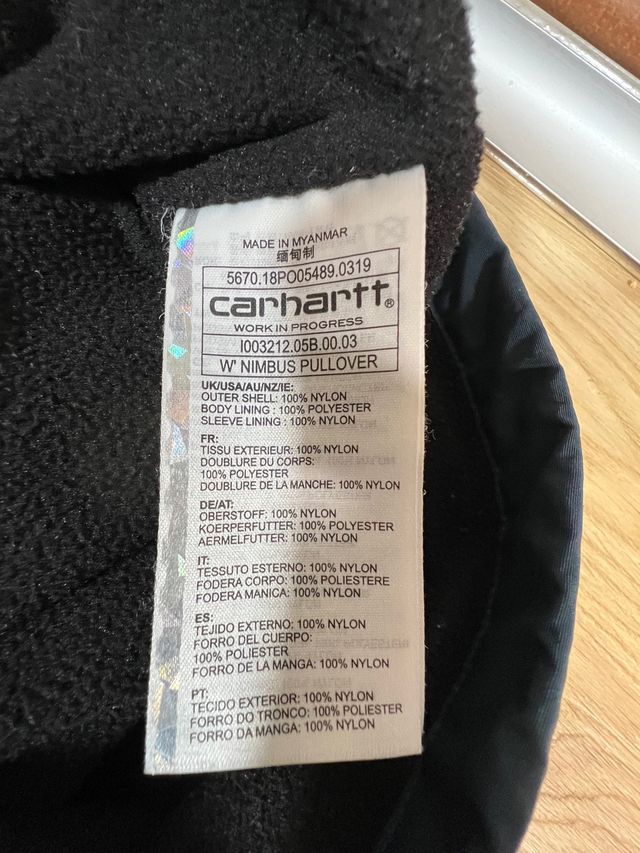 MADE IN MYANMAR
缅甸制
5670.18PO05489.0319
carhartt®
WORK IN PROGRESS
I003212.05B.00.03
W' NIMBUS PULLOVER
UK/USA/AU/NZ/IE:
OUTER SHELL: 100% NYLON
BODY LINING : 100% POLYESTER
SLEEVE LINING : 100% NYLON
FR:
TISSU EXTERIEUR: 100% NYLON
DOUBLURE DU CORPS:
100% POLYESTER
DOUBLURE DE LA MANCHE: 100% NYLON
DE/AT:
OBERSTOFF: 100% NYLON
KOERPERFUTTER: 100% POLYESTER
AERMELFUTTER: 100% NYLON
IT:
TESSUTO ESTERNO: 100% NYLON
FODERA CORPO: 100% POLIESTERE
FODERA MANICA: 100% NYLON
ES:
TEJIDO EXTERNO: 100% NYLON
FORRO DEL CUERPO:
100% POLIESTER
FORRO DE LA MANGA: 100% NYLON
PT:
TECIDO EXTERIOR: 100% NYLON
FORRO DO TRONCO: 100% POLIESTER
FORRO DA MANGA: 100% NYLON